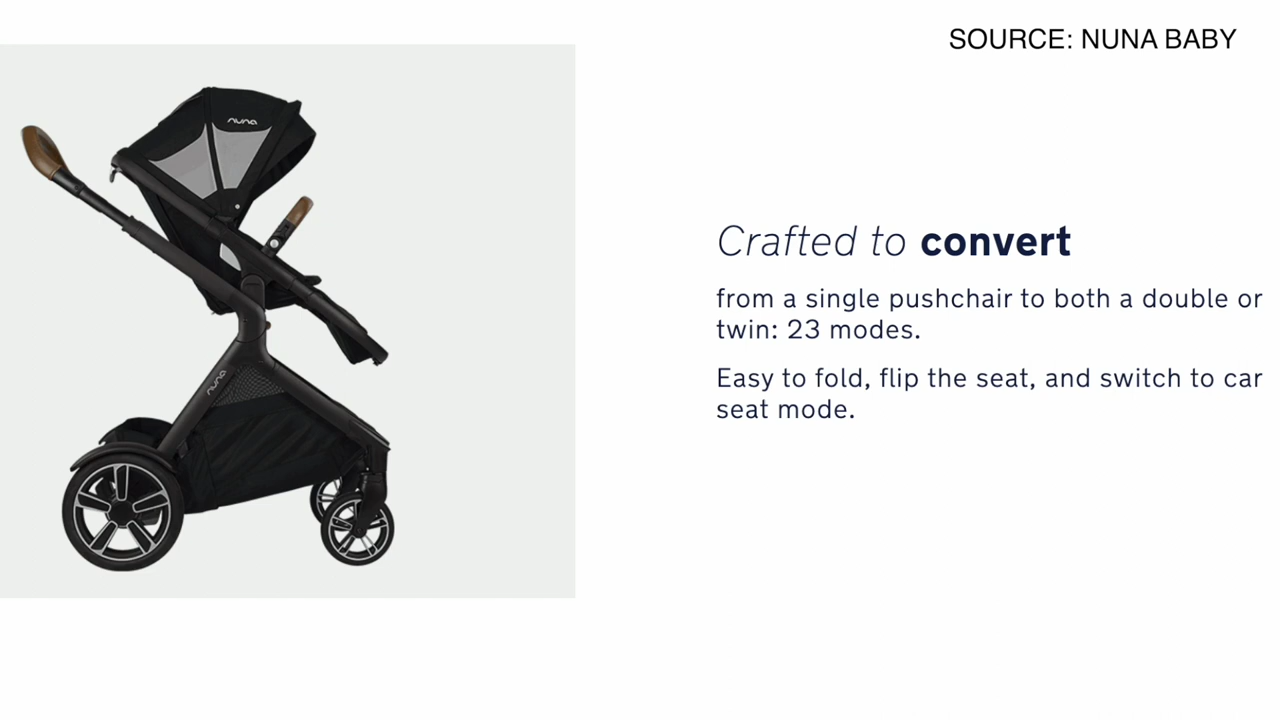 SOURCE: NUNA BABY
nuna
nuna
Crafted to convert
from a single pushchair to both a double or
twin: 23 modes.
Easy to fold, flip the seat, and switch to car
seat mode.